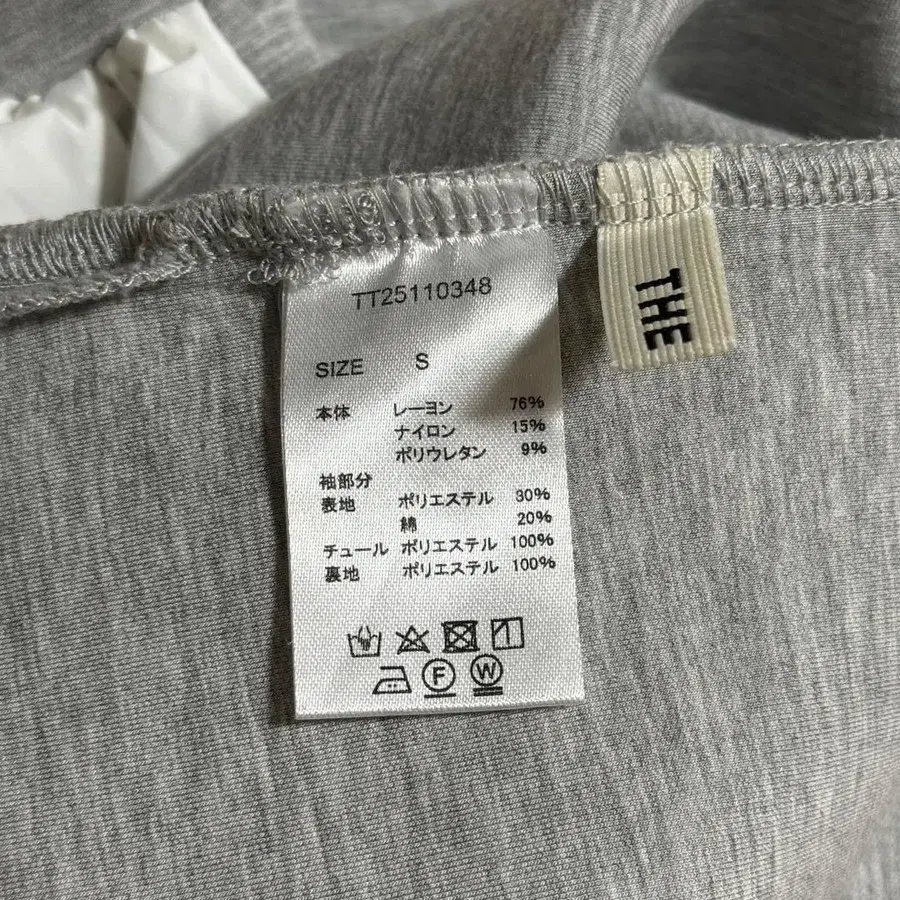 TT25110348
SIZE S
本体 レーヨン 76%
ナイロン 15%
ポリウレタン 9%
袖部分
表地 ポリエステル 80%
綿 20%
チュール ポリエステル 100%
裏地 ポリエステル 100%
F W
THE